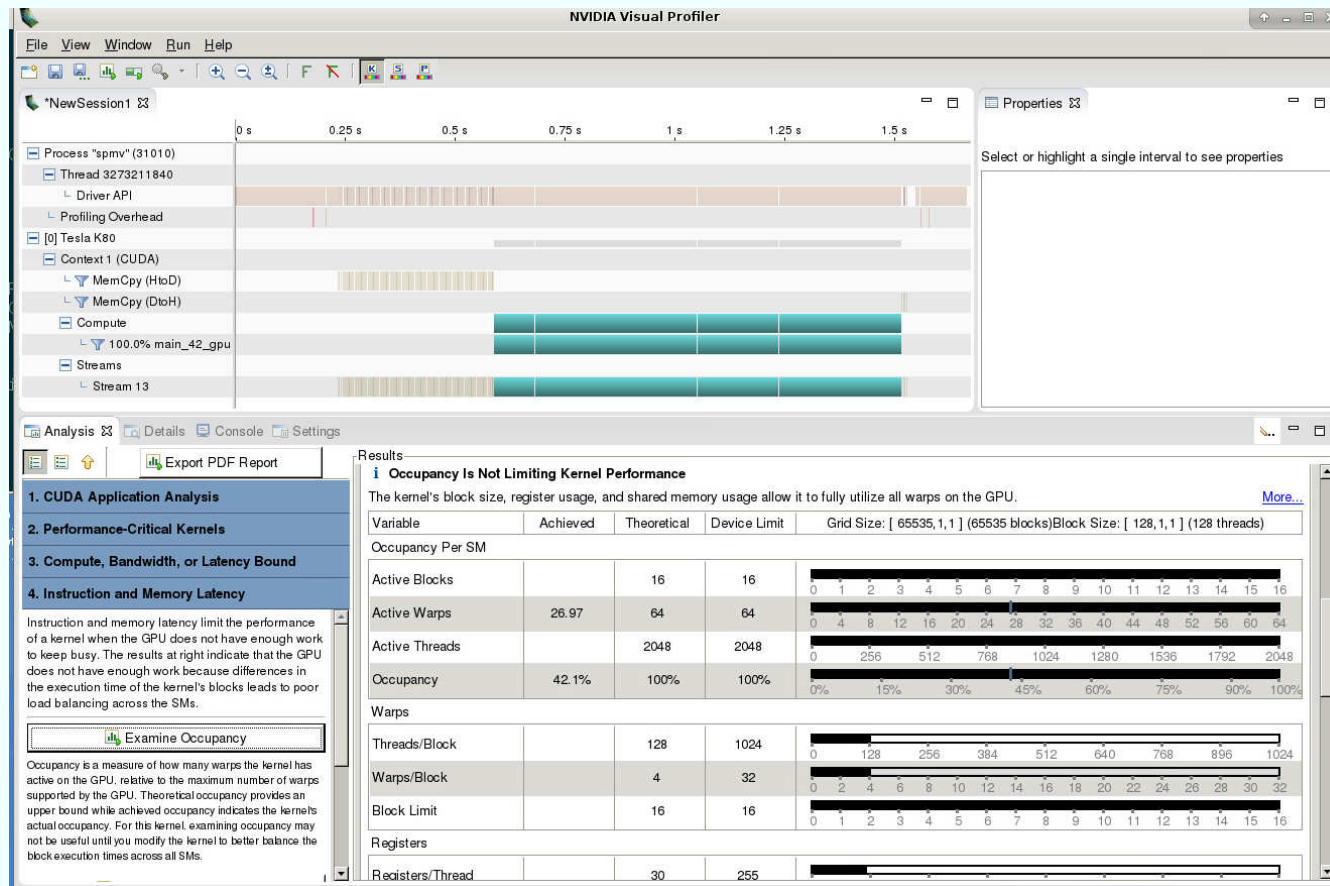 NVIDIA Visual Profiler
File View Window Run Help
*NewSession1
Properties
0 s 0.25 s 0.5 s 0.75 s 1 s 1.25 s 1.5 s
Process "spmv" (31010)
Thread 3273211840
Driver API
Profiling Overhead
[0] Tesla K80
Context 1 (CUDA)
MemCpy (HtoD)
MemCpy (DtoH)
Compute
100.0% main_42_gpu
Streams
Stream 13
Select or highlight a single interval to see properties
Analysis Details Console Settings
Export PDF Report
1. CUDA Application Analysis
2. Performance-Critical Kernels
3. Compute, Bandwidth, or Latency Bound
4. Instruction and Memory Latency
Instruction and memory latency limit the performance
of a kernel when the GPU does not have enough work
to keep busy. The results at right indicate that the GPU
does not have enough work because differences in
the execution time of the kernel's blocks leads to poor
load balancing across the SMs.
Examine Occupancy
Occupancy is a measure of how many warps the kernel has
active on the GPU, relative to the maximum number of warps
supported by the GPU. Theoretical occupancy provides an
upper bound while achieved occupancy indicates the kernel's
actual occupancy. For this kernel, examining occupancy may
not be useful until you modify the kernel to better balance the
block execution times across all SMs.
Results
i Occupancy Is Not Limiting Kernel Performance
The kernel's block size, register usage, and shared memory usage allow it to fully utilize all warps on the GPU. More...
Variable Achieved Theoretical Device Limit Grid Size: [ 65535,1,1 ] (65535 blocks)Block Size: [ 128,1,1 ] (128 threads)
Occupancy Per SM
Active Blocks 16 16
0 1 2 3 4 5 6 7 8 9 10 11 12 13 14 15 16
Active Warps 26.97 64 64
0 4 8 12 16 20 24 28 32 36 40 44 48 52 56 60 64
Active Threads 2048 2048
0 256 512 768 1024 1280 1536 1792 2048
Occupancy 42.1% 100% 100%
0% 15% 30% 45% 60% 75% 90% 100%
Warps
Threads/Block 128 1024
0 128 256 384 512 640 768 896 1024
Warps/Block 4 32
0 2 4 6 8 10 12 14 16 18 20 22 24 26 28 30 32
Block Limit 16 16
0 1 2 3 4 5 6 7 8 9 10 11 12 13 14 15 16
Registers
Registers/Thread 30 255